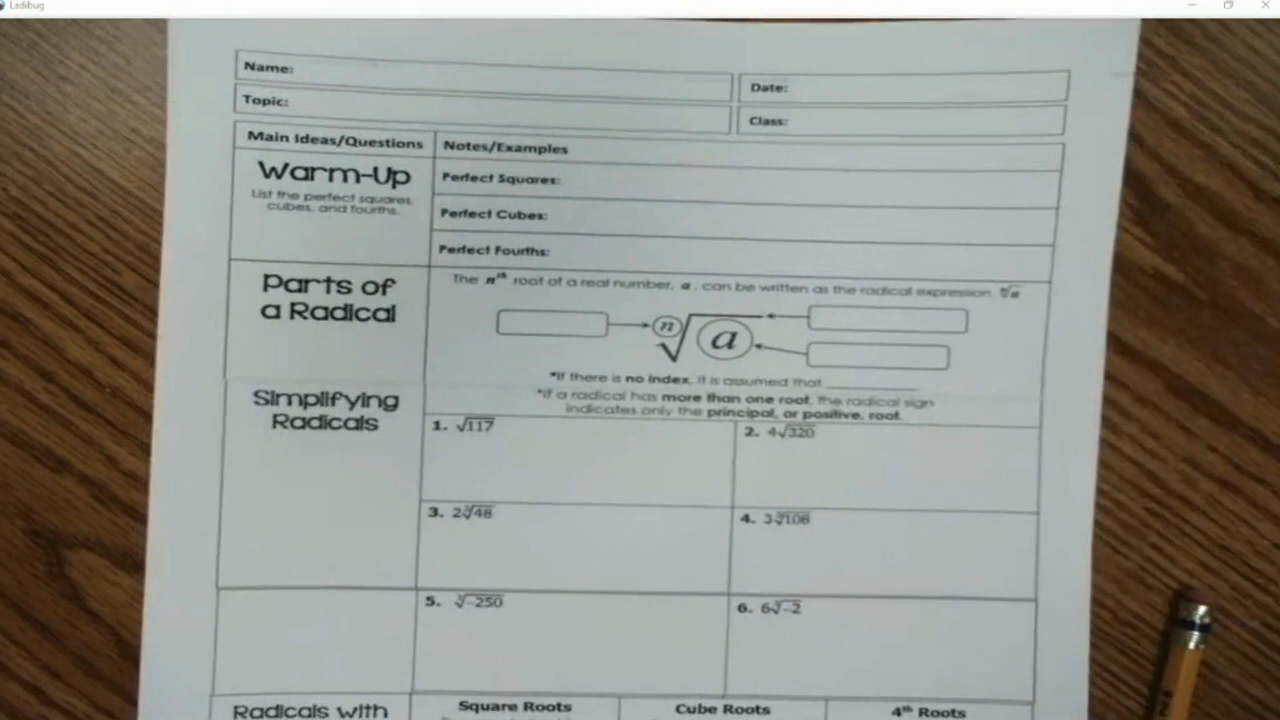 Ladibug
Name:
Date:
Topic:
Class:
Main Ideas/Questions
Notes/Examples
Warm-Up
List the perfect squares,
cubes, and fourths.
Perfect Squares:
Perfect Cubes:
Perfect Fourths:
Parts of
a Radical
The nᵗʰ root of a real number, a, can be written as the radical expression ⁿ√a
n
a
*If there is no index, it is assumed that ___________
*If a radical has more than one root, the radical sign
indicates only the principal, or positive, root.
Simplifying
Radicals
1. √117
2. 4√320
3. 2∛48
4. 3∛108
5. ∛-250
6. 6∛-2
Radicals with
Square Roots
Cube Roots
4ᵗʰ Roots